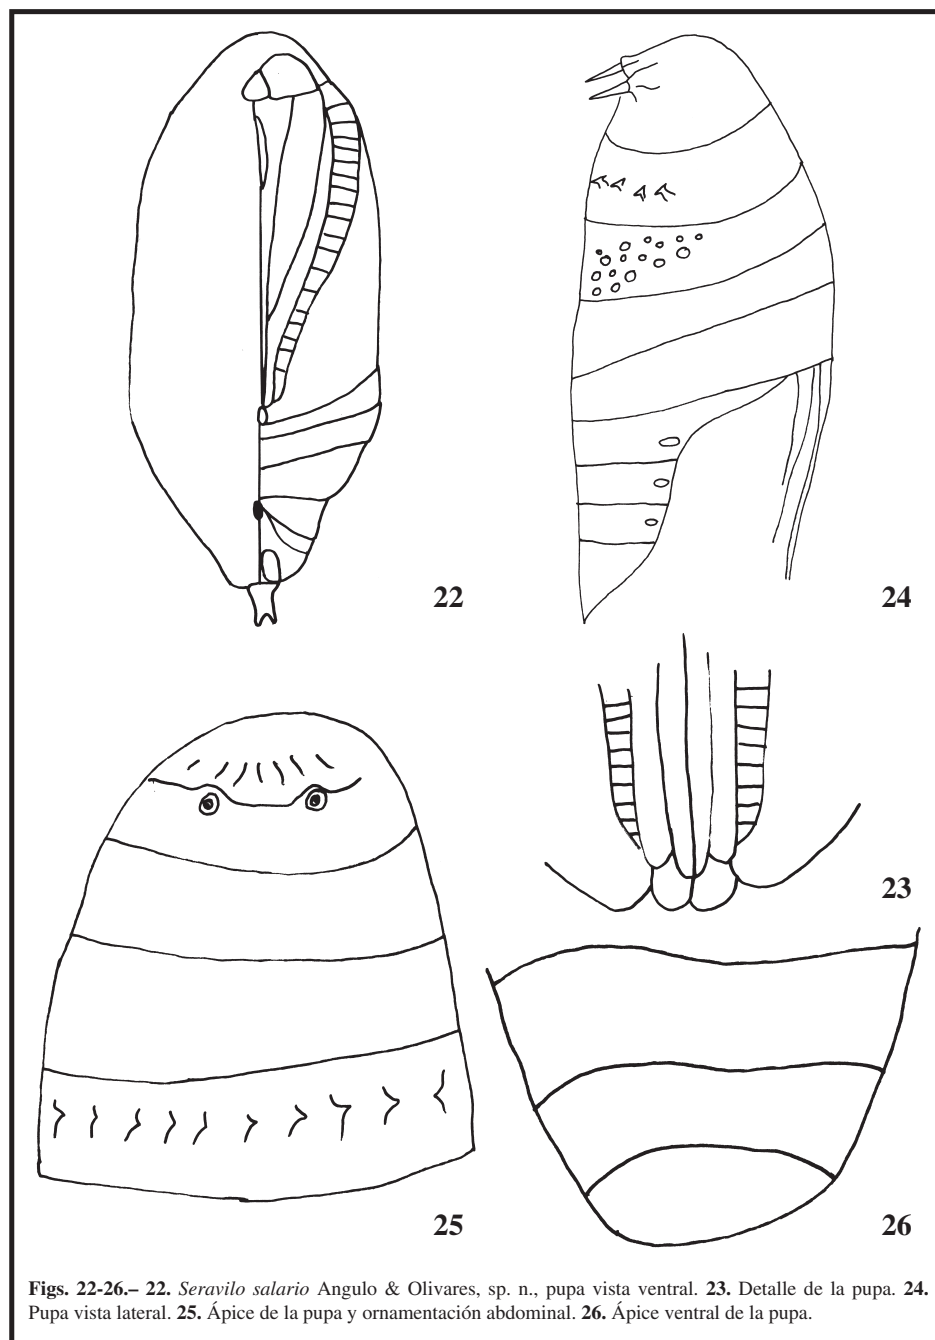 22
24
23
25
26
Figs. 22-26.– 22. Seravilo salario Angulo & Olivares, sp. n., pupa vista ventral. 23. Detalle de la pupa. 24.
Pupa vista lateral. 25. Ápice de la pupa y ornamentación abdominal. 26. Ápice ventral de la pupa.